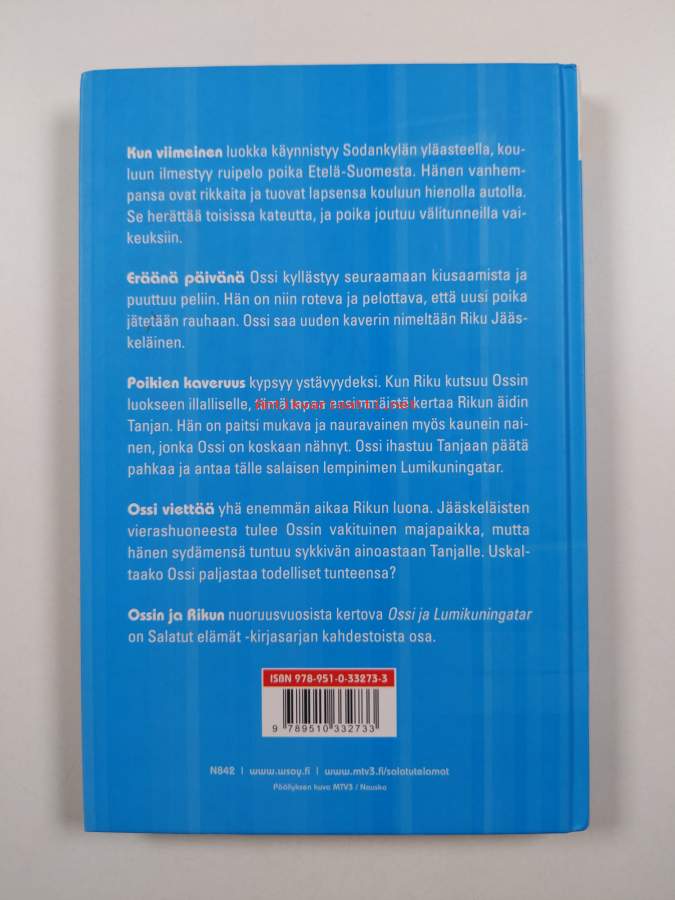 Kun viimeinen luokka käynnistyy Sodankylän yläasteella, kou-
luun ilmestyy ruipelo poika Etelä-Suomesta. Hänen vanhem-
pansa ovat rikkaita ja tuovat lapsensa kouluun hienolla autolla.
Se herättää toisissa kateutta, ja poika joutuu välitunneilla vai-
keuksiin.
Eräänä päivänä Ossi kyllästyy seuraamaan kiusaamista ja
puuttuu peliin. Hän on niin roteva ja pelottava, että uusi poika
jätetään rauhaan. Ossi saa uuden kaverin nimeltään Riku Jääs-
keläinen.
Poikien kaveruus kypsyy ystävyydeksi. Kun Riku kutsuu Ossin
luokseen illalliselle, tämä tapaa ensimmäistä kertaa Rikun äidin
Tanjan. Hän on paitsi mukava ja nauravainen myös kaunein nai-
nen, jonka Ossi on koskaan nähnyt. Ossi ihastuu Tanjaan päätä
pahkaa ja antaa tälle salaisen lempinimen Lumikuningatar.
Ossi viettää yhä enemmän aikaa Rikun luona. Jääskeläisten
vierashuoneesta tulee Ossin vakituinen majapaikka, mutta
hänen sydämensä tuntuu sykkivän ainoastaan Tanjalle. Uskal-
taako Ossi paljastaa todelliset tunteensa?
Ossin ja Rikun nuoruusvuosista kertova Ossi ja Lumikuningatar
on Salatut elämät -kirjasarjan kahdestoista osa.
ISBN 978-951-0-33273-3
9 789510 332733
N842 | www.wsoy.fi | www.mtv3.fi/salatutelamat
Päällyksen kuva MTV3 / Nauska